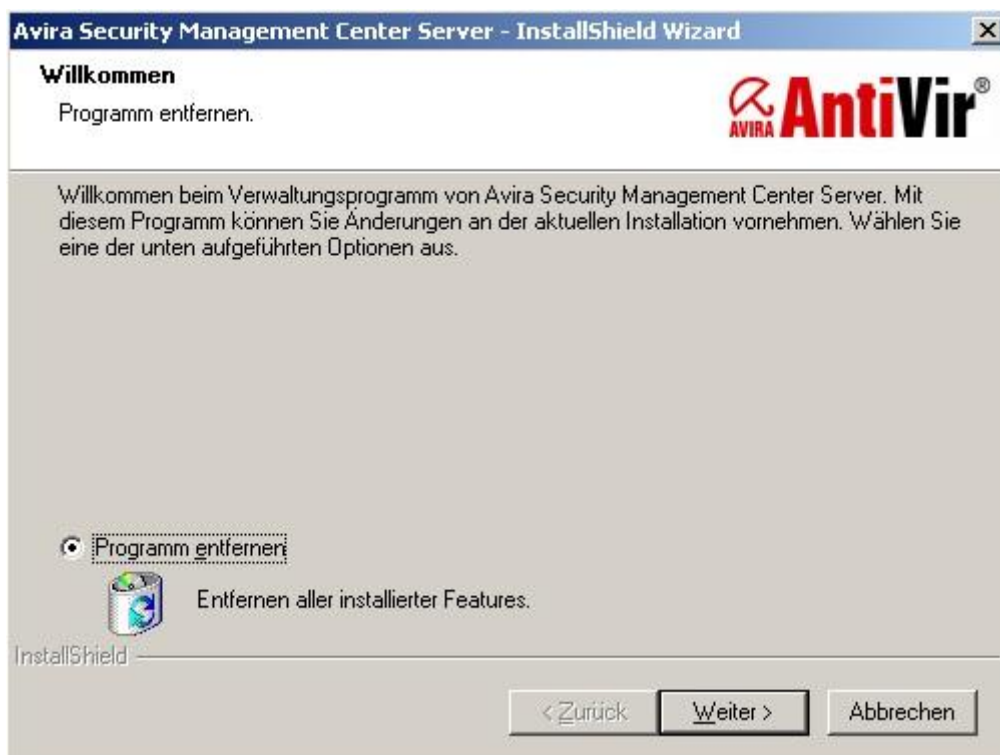 Avira Security Management Center Server - InstallShield Wizard
Willkommen
Programm entfernen.
AVIRA AntiVir®
Willkommen beim Verwaltungsprogramm von Avira Security Management Center Server. Mit
diesem Programm können Sie Änderungen an der aktuellen Installation vornehmen. Wählen Sie
eine der unten aufgeführten Optionen aus.
Programm entfernen
Entfernen aller installierter Features.
InstallShield
< Zurück
Weiter >
Abbrechen